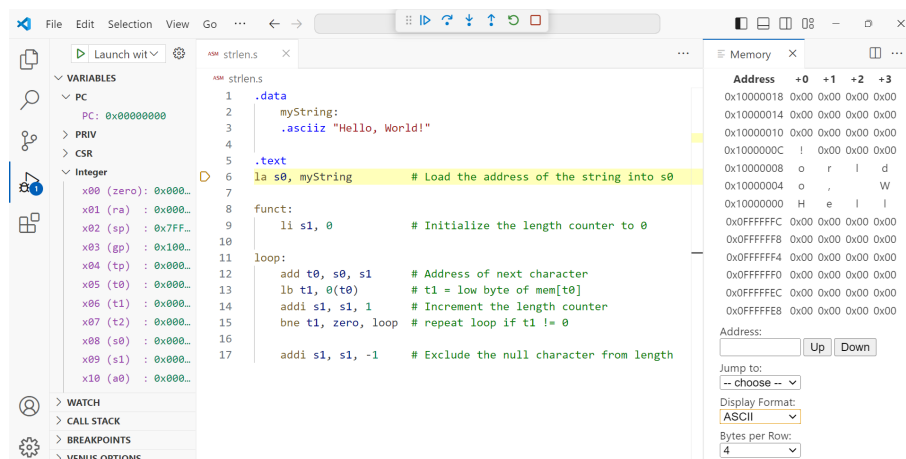 File Edit Selection View Go ···
Launch wit
ASM strlen.s
ASM strlen.s
VARIABLES
PC
PC: 0x00000000
PRIV
CSR
Integer
x00 (zero): 0x000…
x01 (ra) : 0x000…
x02 (sp) : 0x7FF…
x03 (gp) : 0x100…
x04 (tp) : 0x000…
x05 (t0) : 0x000…
x06 (t1) : 0x000…
x07 (t2) : 0x000…
x08 (s0) : 0x000…
x09 (s1) : 0x000…
x10 (a0) : 0x000…
WATCH
CALL STACK
BREAKPOINTS
VENUS OPTIONS
1
1 .data
2 myString:
3 .asciiz "Hello, World!"
4
5 .text
6 la s0, myString # Load the address of the string into s0
7
8 funct:
9 li s1, 0 # Initialize the length counter to 0
10
11 loop:
12 add t0, s0, s1 # Address of next character
13 lb t1, 0(t0) # t1 = low byte of mem[t0]
14 addi s1, s1, 1 # Increment the length counter
15 bne t1, zero, loop # repeat loop if t1 != 0
16
17 addi s1, s1, -1 # Exclude the null character from length
Memory
Address +0 +1 +2 +3
0x10000018 0x00 0x00 0x00 0x00
0x10000014 0x00 0x00 0x00 0x00
0x10000010 0x00 0x00 0x00 0x00
0x1000000C ! 0x00 0x00 0x00
0x10000008 o r l d
0x10000004 o , W
0x10000000 H e l l
0x0FFFFFFC 0x00 0x00 0x00 0x00
0x0FFFFFF8 0x00 0x00 0x00 0x00
0x0FFFFFF4 0x00 0x00 0x00 0x00
0x0FFFFFF0 0x00 0x00 0x00 0x00
0x0FFFFFEC 0x00 0x00 0x00 0x00
0x0FFFFFE8 0x00 0x00 0x00 0x00
Address:
Up Down
Jump to:
-- choose --
Display Format:
ASCII
Bytes per Row:
4